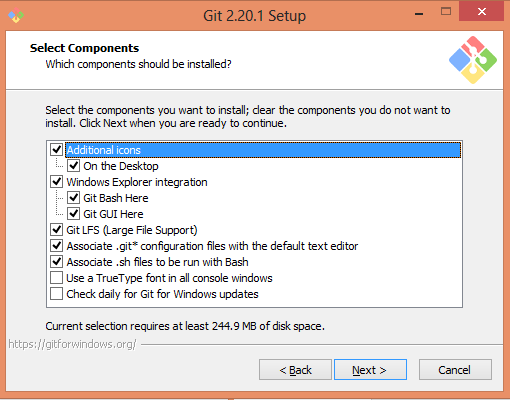 Git 2.20.1 Setup
Select Components
Which components should be installed?
Select the components you want to install; clear the components you do not want to
install. Click Next when you are ready to continue.
Additional icons
On the Desktop
Windows Explorer integration
Git Bash Here
Git GUI Here
Git LFS (Large File Support)
Associate .git* configuration files with the default text editor
Associate .sh files to be run with Bash
Use a TrueType font in all console windows
Check daily for Git for Windows updates
Current selection requires at least 244.9 MB of disk space.
https://gitforwindows.org/
< Back Next > Cancel